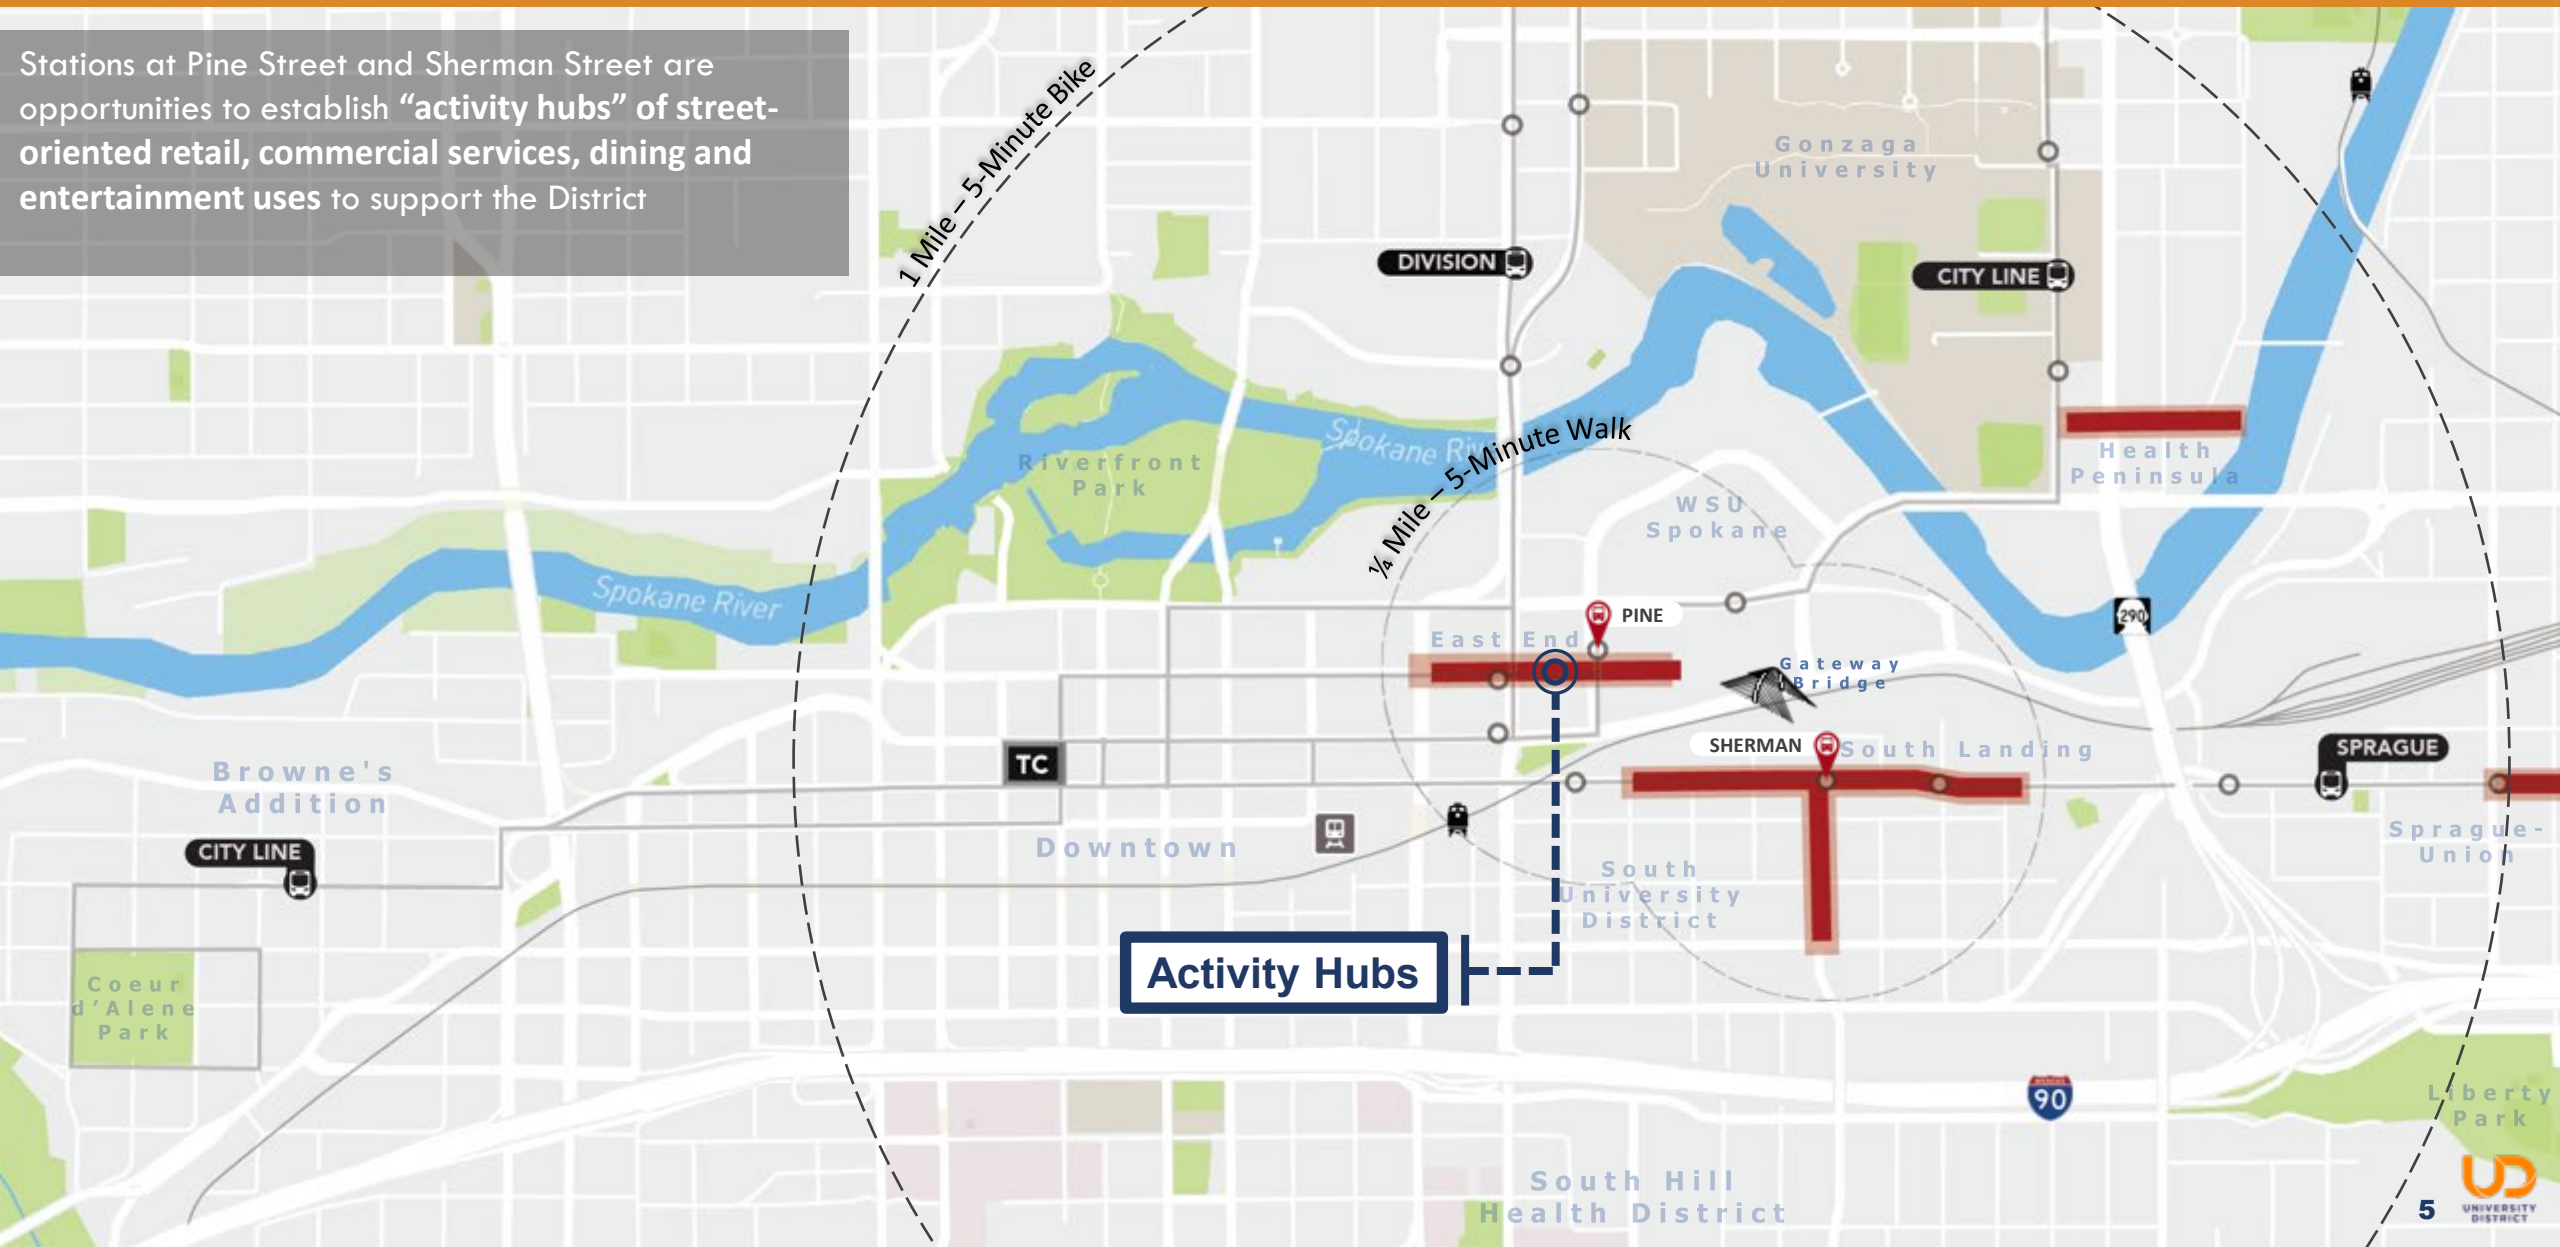 Stations at Pine Street and Sherman Street are
opportunities to establish “activity hubs” of street-
oriented retail, commercial services, dining and
entertainment uses to support the District
1 Mile – 5-Minute Bike
Gonzaga
University
DIVISION
CITY LINE
Spokane River
¼ Mile – 5-Minute Walk
Riverfront
Park
Health
Peninsula
WSU
Spokane
Spokane River
PINE
290
East End
Gateway
Bridge
SHERMAN
South Landing
SPRAGUE
TC
Browne's
Addition
Downtown
Sprague-
Union
CITY LINE
South
University
District
Activity Hubs
Coeur
d'Alene
Park
90
Liberty
Park
South Hill
Health District
5
UD
UNIVERSITY
DISTRICT